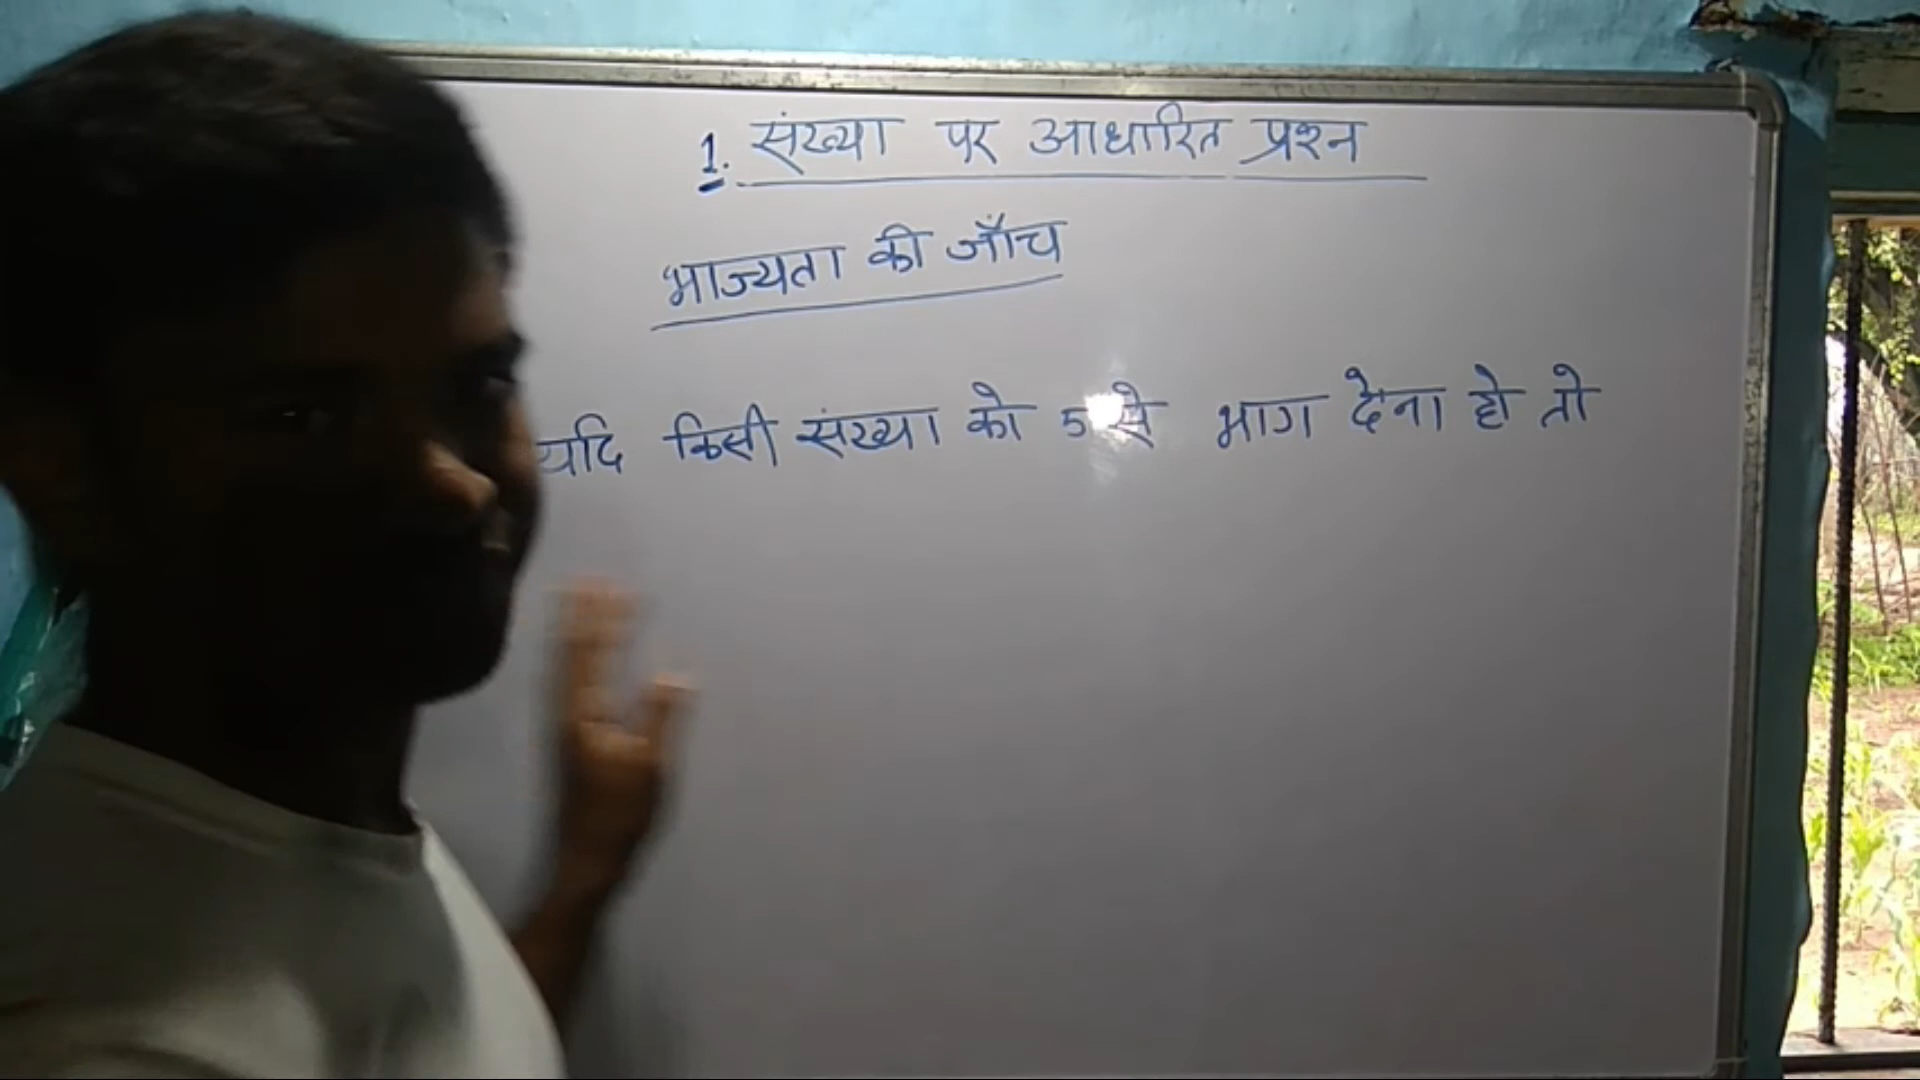 1. संख्या पर आधारित प्रश्न
भाज्यता की जाँच
यदि किसी संख्या को 5 से भाग देना हो तो